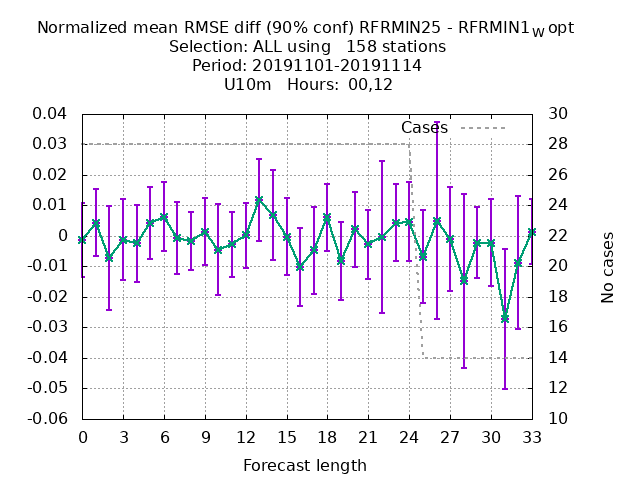 Normalized mean RMSE diff (90% conf) RFRMIN25 - RFRMIN1w opt
Selection: ALL using 158 stations
Period: 20191101-20191114
U10m Hours: 00,12
0.04 30
Cases
0.03 28
0.02 26
0.01 24
0 22
-0.01 20
-0.02 18
-0.03 16
-0.04 14
-0.05 12
-0.06 10
No cases
0 3 6 9 12 15 18 21 24 27 30 33
Forecast length